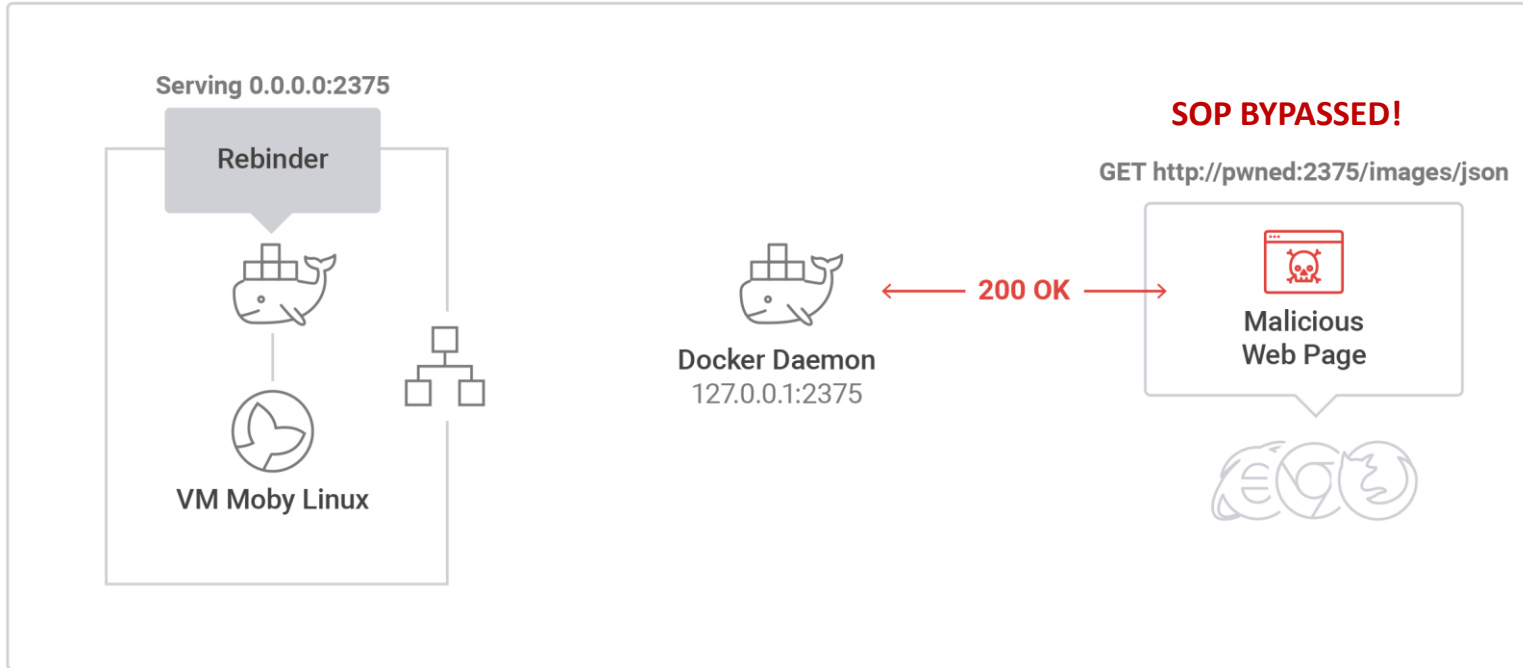 Serving 0.0.0.0:2375
Rebinder
VM Moby Linux
Docker Daemon
127.0.0.1:2375
200 OK
SOP BYPASSED!
GET http://pwned:2375/images/json
Malicious
Web Page